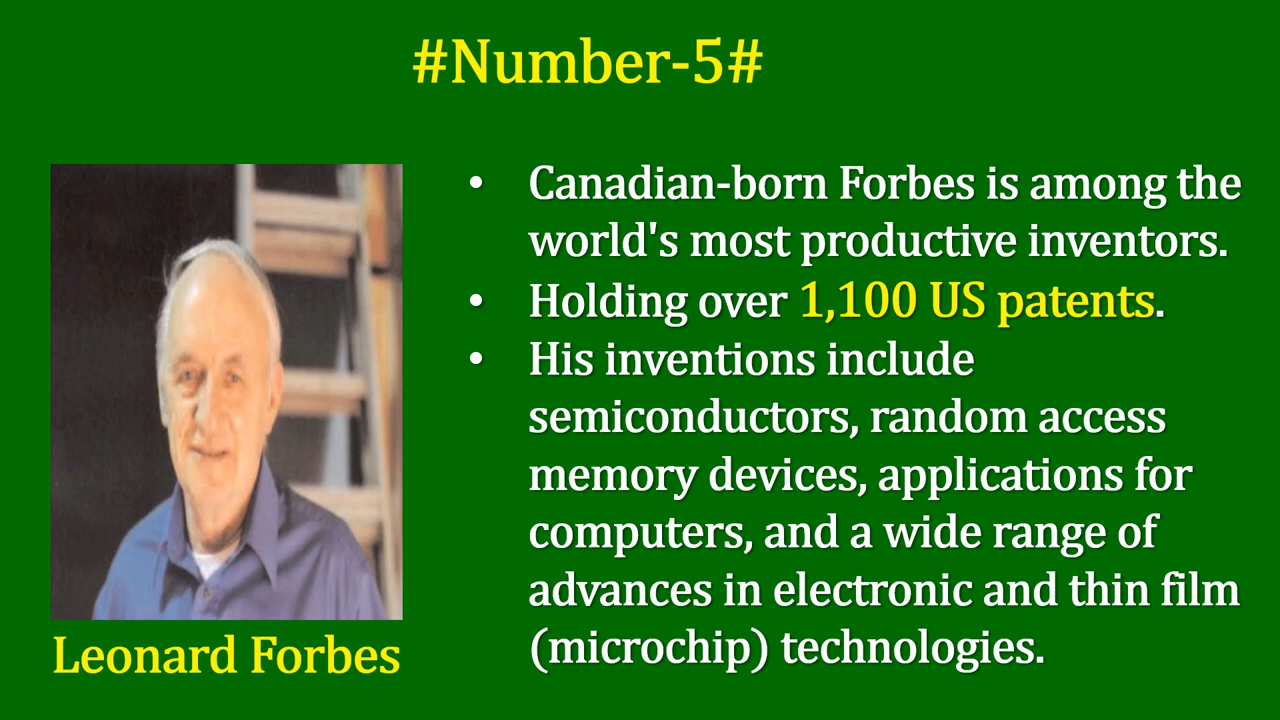 #Number-5#
• Canadian-born Forbes is among the
world's most productive inventors.
• Holding over 1,100 US patents.
• His inventions include
semiconductors, random access
memory devices, applications for
computers, and a wide range of
advances in electronic and thin film
(microchip) technologies.
Leonard Forbes